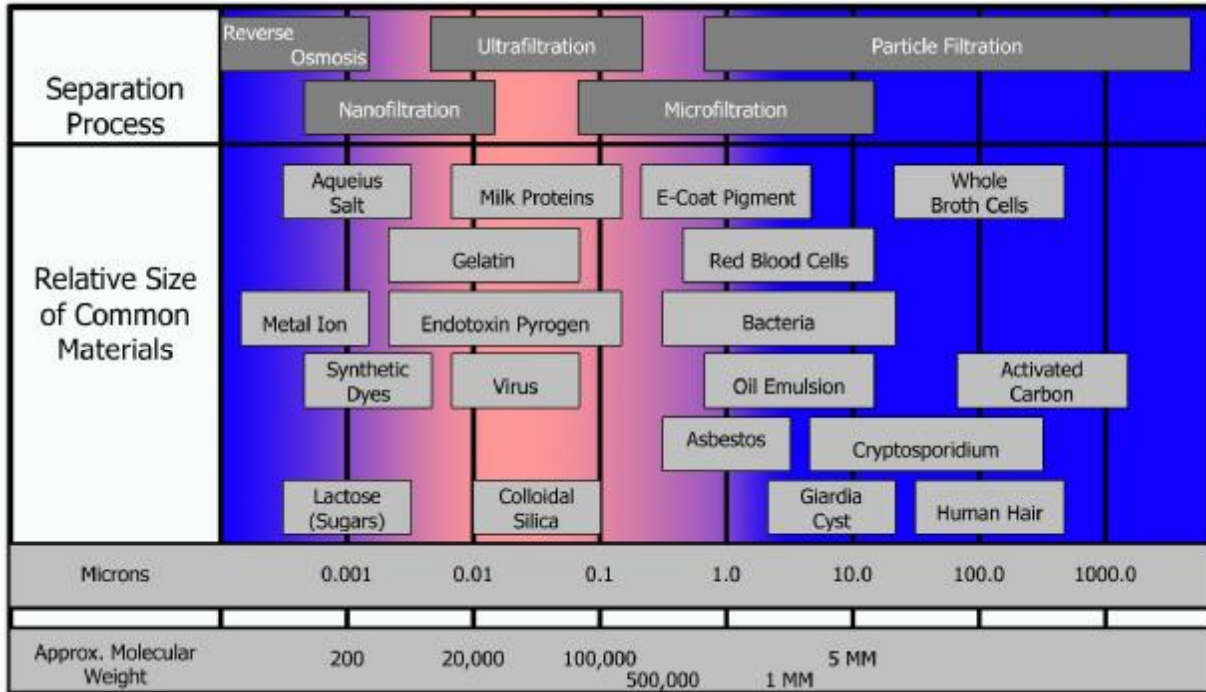 Separation
Process
Reverse
Osmosis
Ultrafiltration
Particle Filtration
Nanofiltration
Microfiltration
Relative Size
of Common
Materials
Aqueius
Salt
Milk Proteins
E-Coat Pigment
Whole
Broth Cells
Gelatin
Red Blood Cells
Metal Ion
Endotoxin Pyrogen
Bacteria
Synthetic
Dyes
Virus
Oil Emulsion
Activated
Carbon
Asbestos
Cryptosporidium
Lactose
(Sugars)
Colloidal
Silica
Giardia
Cyst
Human Hair
Microns 0.001 0.01 0.1 1.0 10.0 100.0 1000.0
Approx. Molecular
Weight
200 20,000 100,000 5 MM
500,000 1 MM